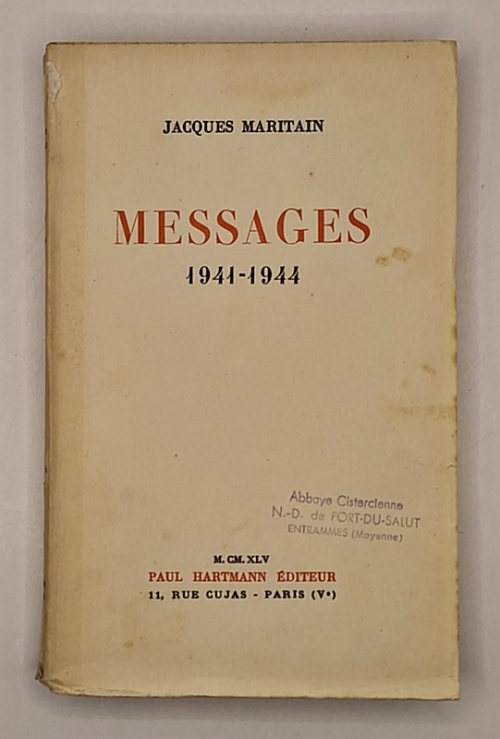 JACQUES MARITAIN
MESSAGES
1941-1944
Abbaye Cistercienne
N.-D. de PORT-DU-SALUT
ENTRAMMES (Mayenne)
M. CM. XLV
PAUL HARTMANN ÉDITEUR
11, RUE CUJAS - PARIS (Vᵉ)